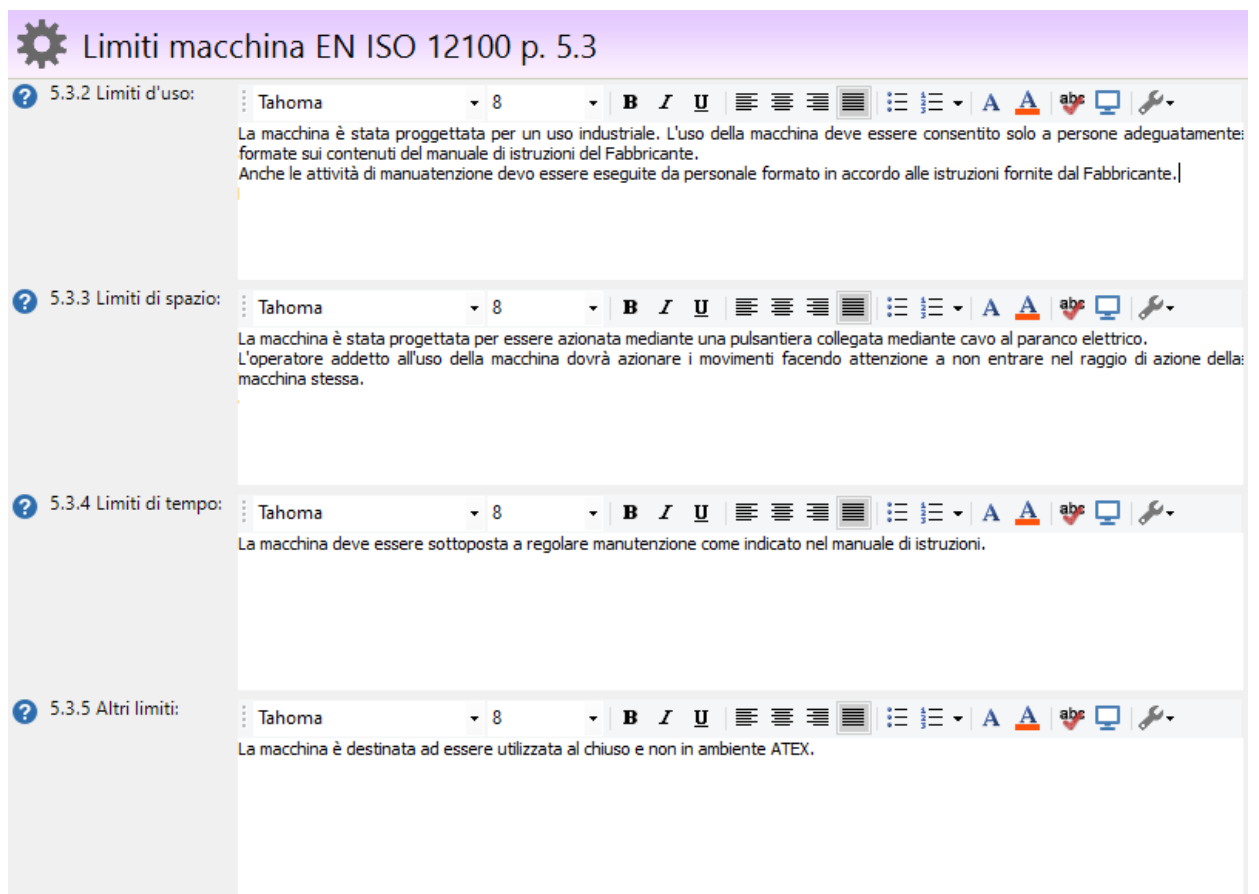 Limiti macchina EN ISO 12100 p. 5.3
5.3.2 Limiti d'uso:
Tahoma 8 B I U A A abc
La macchina è stata proggettata per un uso industriale. L'uso della macchina deve essere consentito solo a persone adeguatamente
formate sui contenuti del manuale di istruzioni del Fabbricante.
Anche le attività di manuatenzione devo essere eseguite da personale formato in accordo alle istruzioni fornite dal Fabbricante.
5.3.3 Limiti di spazio:
Tahoma 8 B I U A A abc
La macchina è stata progettata per essere azionata mediante una pulsantiera collegata mediante cavo al paranco elettrico.
L'operatore addetto all'uso della macchina dovrà azionare i movimenti facendo attenzione a non entrare nel raggio di azione della
macchina stessa.
5.3.4 Limiti di tempo:
Tahoma 8 B I U A A abc
La macchina deve essere sottoposta a regolare manutenzione come indicato nel manuale di istruzioni.
5.3.5 Altri limiti:
Tahoma 8 B I U A A abc
La macchina è destinata ad essere utilizzata al chiuso e non in ambiente ATEX.